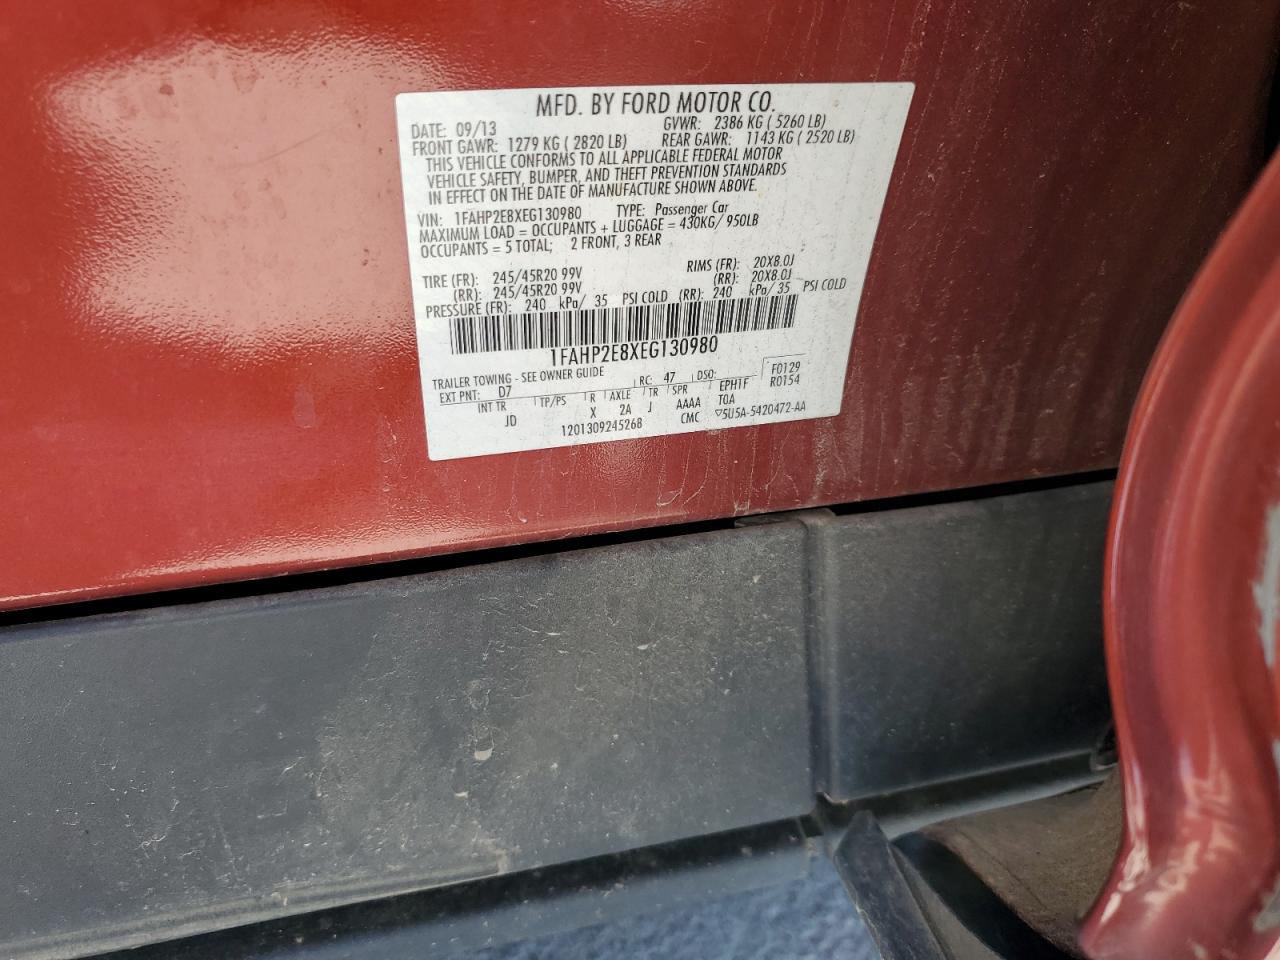 MFD. BY FORD MOTOR CO.
DATE: 09/13 GVWR: 2386 KG ( 5260 LB)
FRONT GAWR: 1279 KG ( 2820 LB) REAR GAWR: 1143 KG ( 2520 LB)
THIS VEHICLE CONFORMS TO ALL APPLICABLE FEDERAL MOTOR
VEHICLE SAFETY, BUMPER, AND THEFT PREVENTION STANDARDS
IN EFFECT ON THE DATE OF MANUFACTURE SHOWN ABOVE.
VIN: 1FAHP2E8XEG130980 TYPE: Passenger Car
MAXIMUM LOAD = OCCUPANTS + LUGGAGE = 430KG/ 950LB
OCCUPANTS = 5 TOTAL; 2 FRONT, 3 REAR
TIRE (FR): 245/45R20 99V RIMS (FR): 20X8.0J
(RR): 245/45R20 99V (RR): 20X8.0J
PRESSURE (FR): 240 kPa/ 35 PSI COLD (RR): 240 kPa/ 35 PSI COLD
1FAHP2E8XEG130980
TRAILER TOWING - SEE OWNER GUIDE
EXT PNT: D7 RC: 47 DSO: F0129
INT TR TP/PS R AXLE TR SPR EPH1F R0154
JD X 2A J AAAA T0A
1201309245268 CMC ▽5U5A-5420472-AA